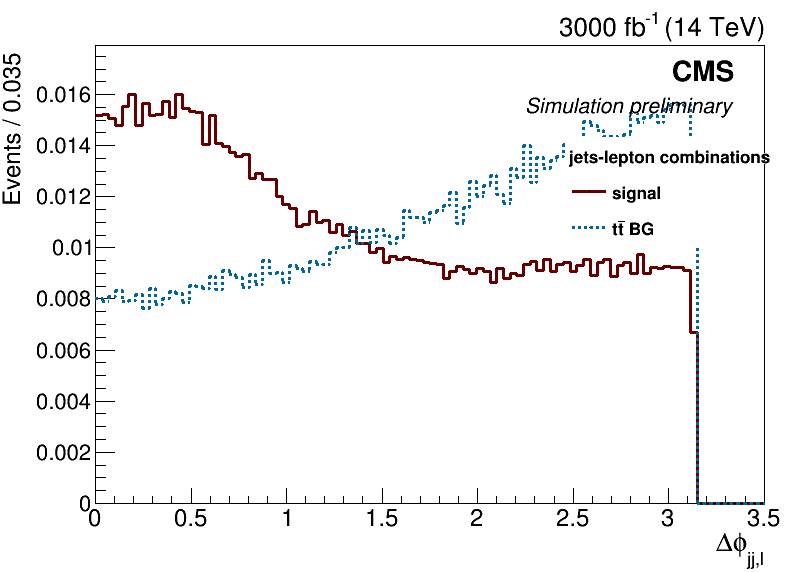 3000 fb-1 (14 TeV)
CMS
Simulation preliminary
jets-lepton combinations
signal
tt̄ BG
Events / 0.035
0.016
0.014
0.012
0.01
0.008
0.006
0.004
0.002
0
0 0.5 1 1.5 2 2.5 3 3.5
Δϕjj,l